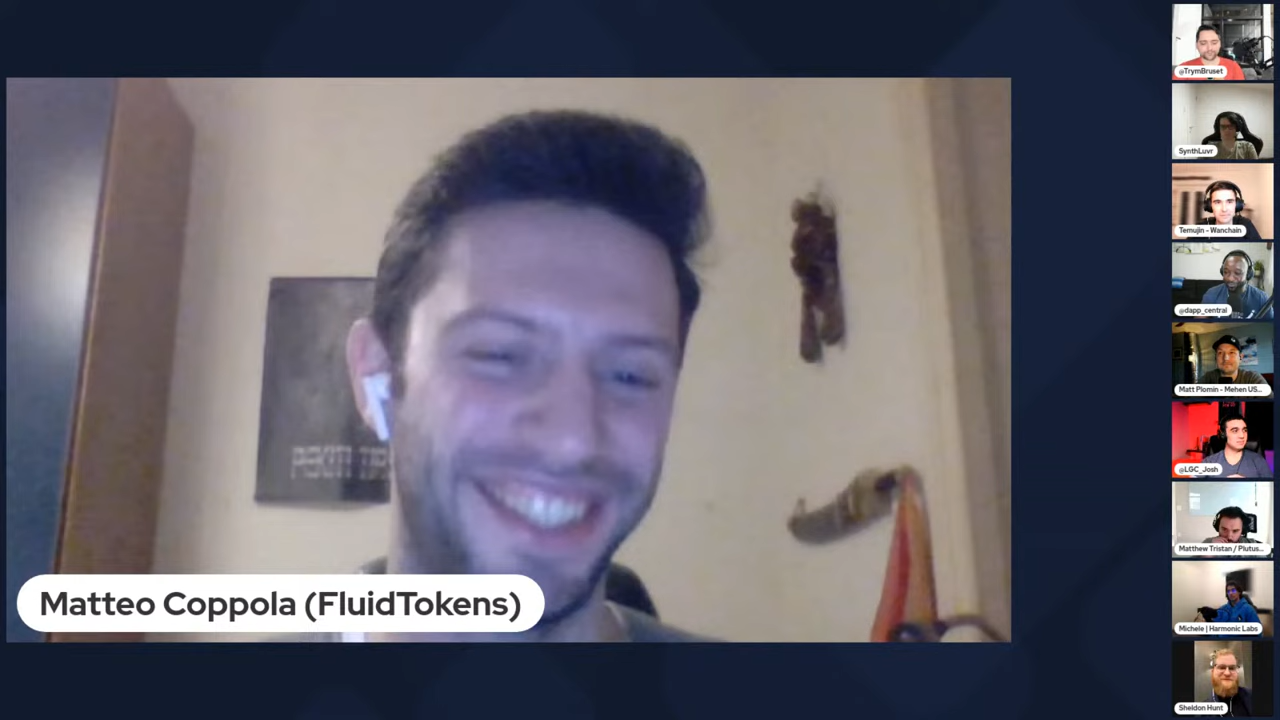 Matteo Coppola (FluidTokens)
@TrymBruset
SynthLuvr
Temujin - Wanchain
@dapp_central
Matt Plomin - Mehen US...
@LGC_Josh
Matthew Tristan / Plutus...
Michele | Harmonic Labs
Sheldon Hunt